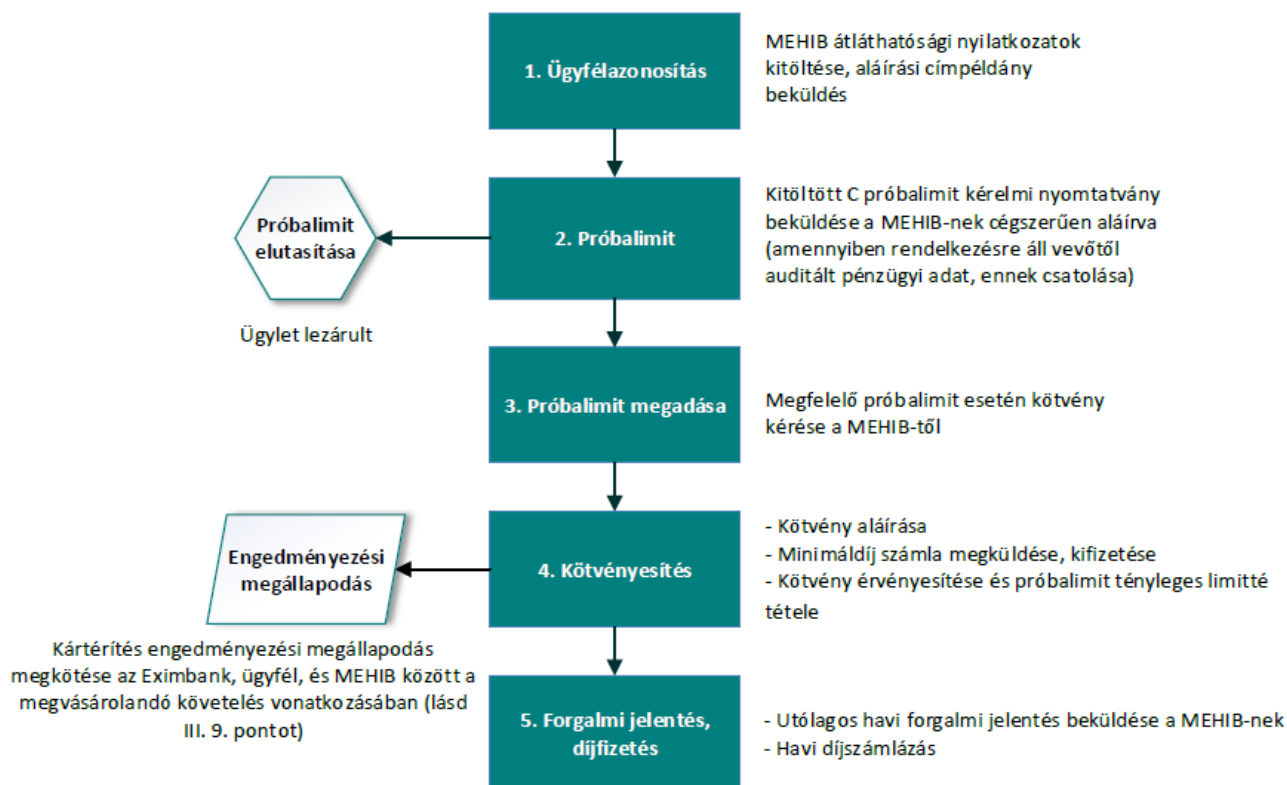 1. Ügyfélazonosítás
MEHIB átláthatósági nyilatkozatok
kitöltése, aláírási címpéldány
beküldés
Próbalimit
elutasítása
Ügylet lezárult
2. Próbalimit
Kitöltött C próbalimit kérelmi nyomtatvány
beküldése a MEHIB-nek cégszerűen aláírva
(amennyiben rendelkezésre áll vevőtől
auditált pénzügyi adat, ennek csatolása)
3. Próbalimit megadása
Megfelelő próbalimit esetén kötvény
kérése a MEHIB-től
Engedményezési
megállapodás
Kártérítés engedményezési megállapodás
megkötése az Eximbank, ügyfél, és MEHIB között a
megvásárolandó követelés vonatkozásában (lásd
III. 9. pontot)
4. Kötvényesítés
- Kötvény aláírása
- Minimáldíj számla megküldése, kifizetése
- Kötvény érvényesítése és próbalimit tényleges limitté
tétele
5. Forgalmi jelentés,
díjfizetés
- Utólagos havi forgalmi jelentés beküldése a MEHIB-nek
- Havi díjszámlázás